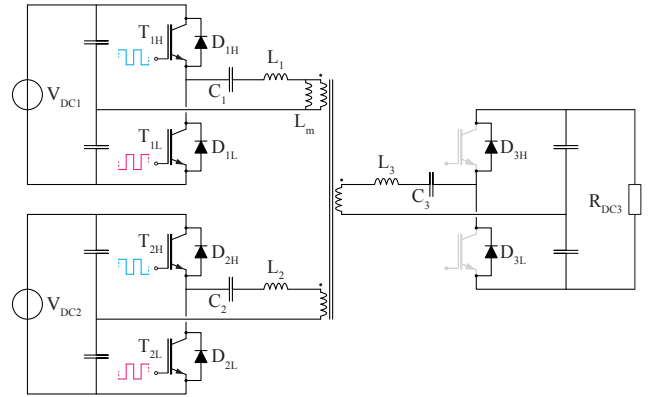 T1H
D1H
L1
VDC1
C1
Lm
T1L
D1L
L3
D3H
C3
RDC3
T2H
D2H
L2
D3L
VDC2
C2
T2L
D2L